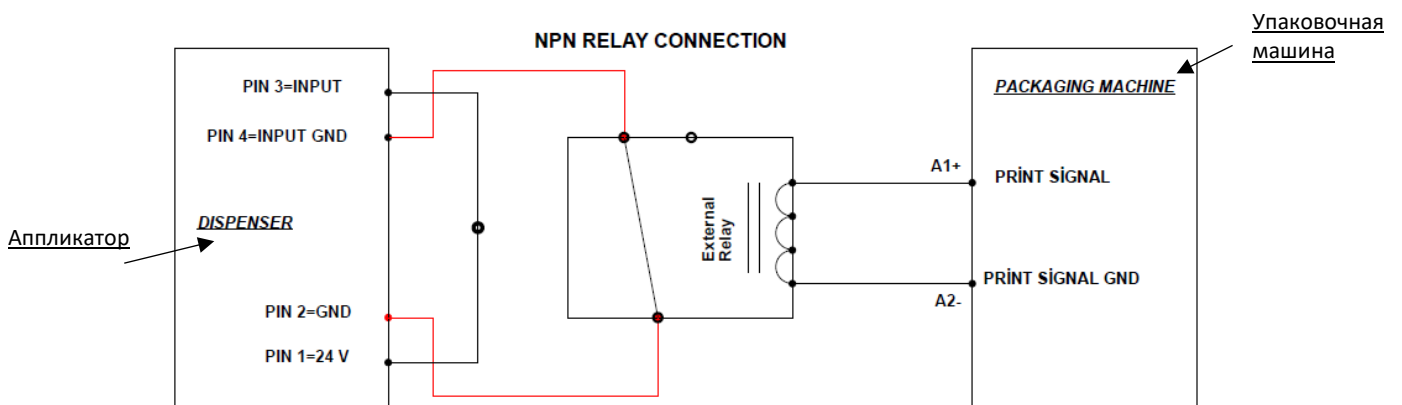 Упаковочная
машина
NPN RELAY CONNECTION
PIN 3=INPUT
PACKAGING MACHINE
PIN 4=INPUT GND
A1+
PRİNT SİGNAL
External
Relay
DISPENSER
Аппликатор
PRİNT SİGNAL GND
A2-
PIN 2=GND
PIN 1=24 V